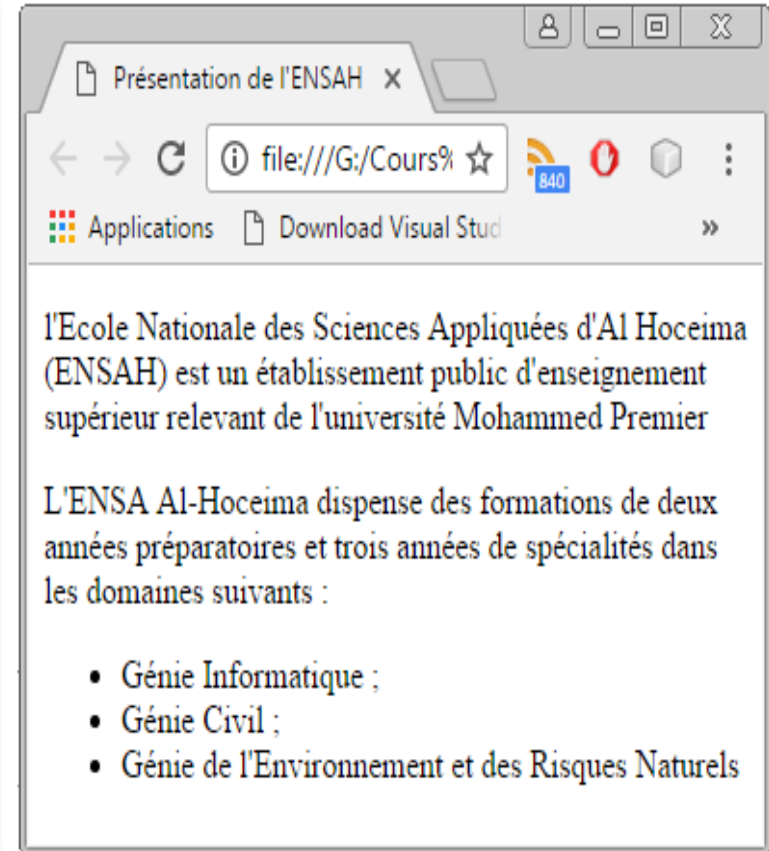 Présentation de l'ENSAH
file:///G:/Cours%
840
Applications Download Visual Stud
l'Ecole Nationale des Sciences Appliquées d'Al Hoceima
(ENSAH) est un établissement public d'enseignement
supérieur relevant de l'université Mohammed Premier
L'ENSA Al-Hoceima dispense des formations de deux
années préparatoires et trois années de spécialités dans
les domaines suivants :
• Génie Informatique ;
• Génie Civil ;
• Génie de l'Environnement et des Risques Naturels